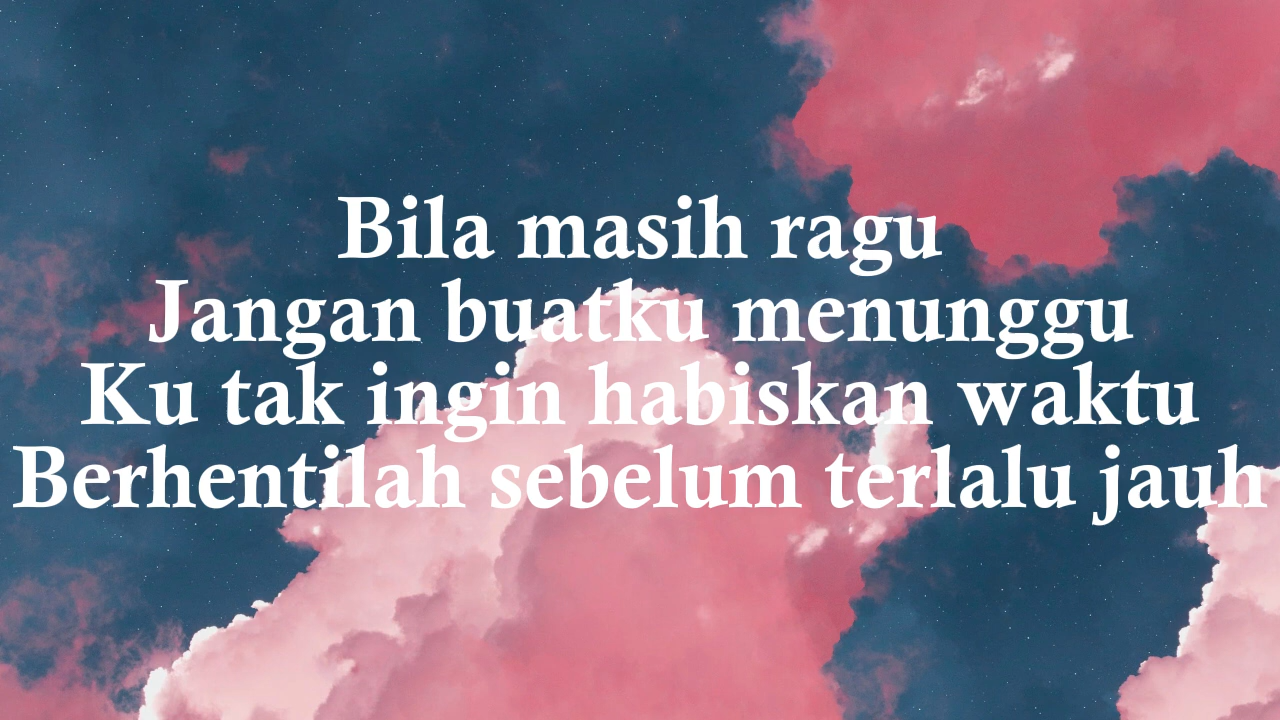 Bila masih ragu
Jangan buatku menunggu
Ku tak ingin habiskan waktu
Berhentilah sebelum terlalu jauh